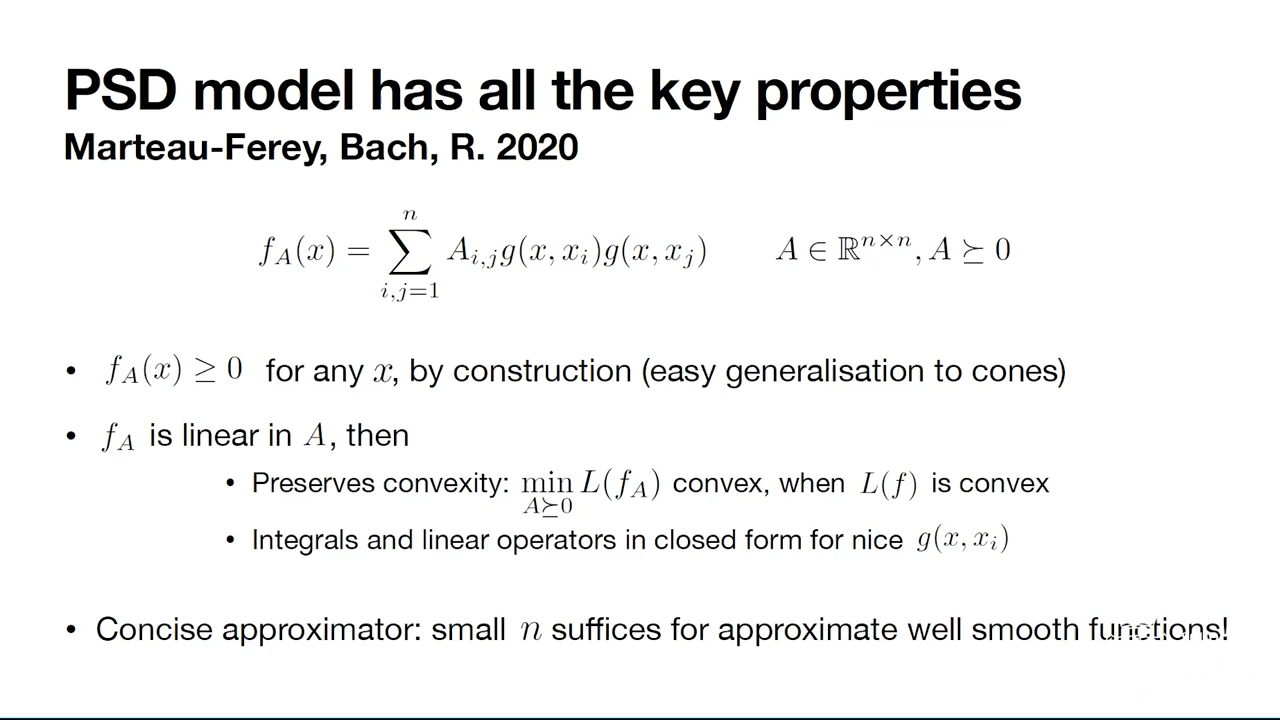 PSD model has all the key properties
Marteau-Ferey, Bach, R. 2020
$f_A(x) = \sum_{i,j=1}^{n} A_{i,j} g(x, x_i) g(x, x_j) \qquad A \in \mathbb{R}^{n \times n}, A \succeq 0$
• $f_A(x) \geq 0$ for any $x$, by construction (easy generalisation to cones)
• $f_A$ is linear in $A$, then
• Preserves convexity: $\min_{A \succeq 0} L(f_A)$ convex, when $L(f)$ is convex
• Integrals and linear operators in closed form for nice $g(x, x_i)$
• Concise approximator: small $n$ suffices for approximate well smooth functions!